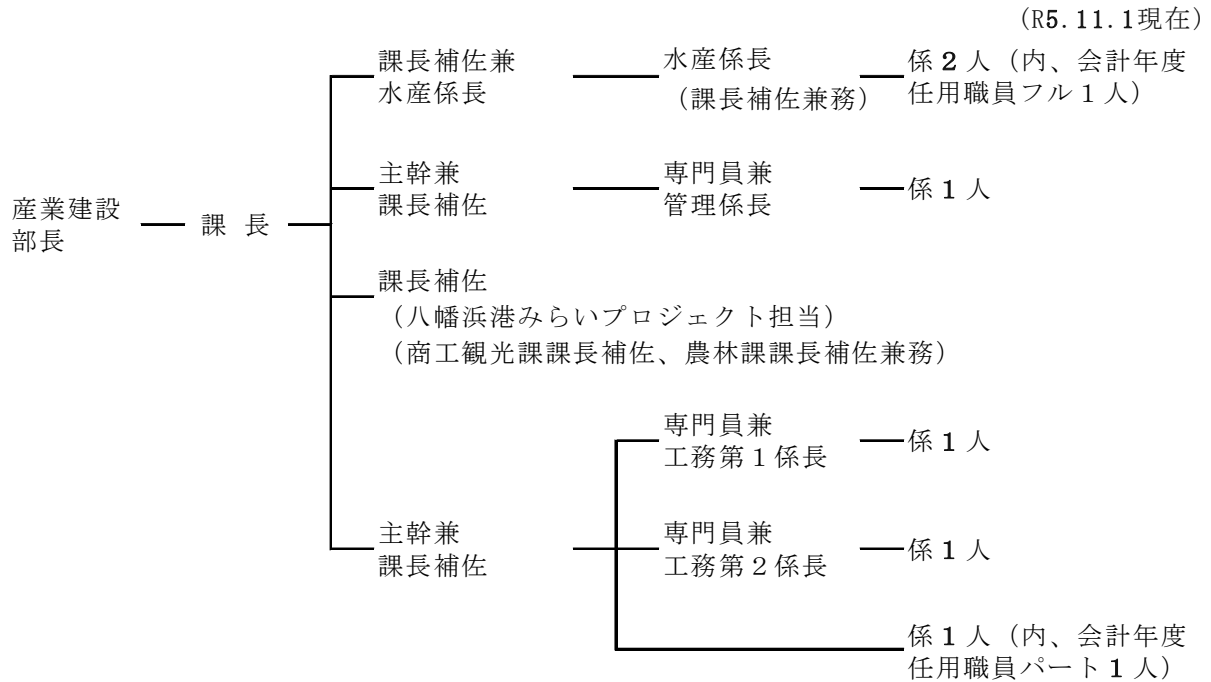 (R5.11.1現在)
産業建設
部長
課 長
課長補佐兼
水産係長
水産係長
(課長補佐兼務)
係2人(内、会計年度
任用職員フル1人)
主幹兼
課長補佐
専門員兼
管理係長
係1人
課長補佐
(八幡浜港みらいプロジェクト担当)
(商工観光課課長補佐、農林課課長補佐兼務)
主幹兼
課長補佐
専門員兼
工務第1係長
係1人
専門員兼
工務第2係長
係1人
係1人(内、会計年度
任用職員パート1人)